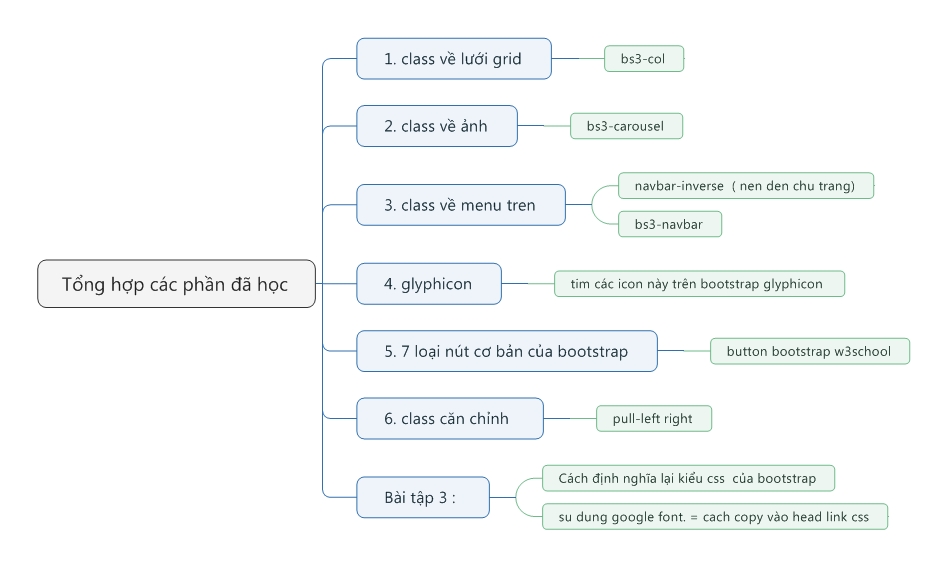 1. class về lưới grid
bs3-col
2. class về ảnh
bs3-carousel
3. class về menu tren
navbar-inverse ( nen den chu trang)
bs3-navbar
Tổng hợp các phần đã học
4. glyphicon
tim các icon này trên bootstrap glyphicon
5. 7 loại nút cơ bản của bootstrap
button bootstrap w3school
6. class căn chỉnh
pull-left right
Bài tập 3 :
Cách định nghĩa lại kiểu css của bootstrap
su dung google font. = cach copy vào head link css